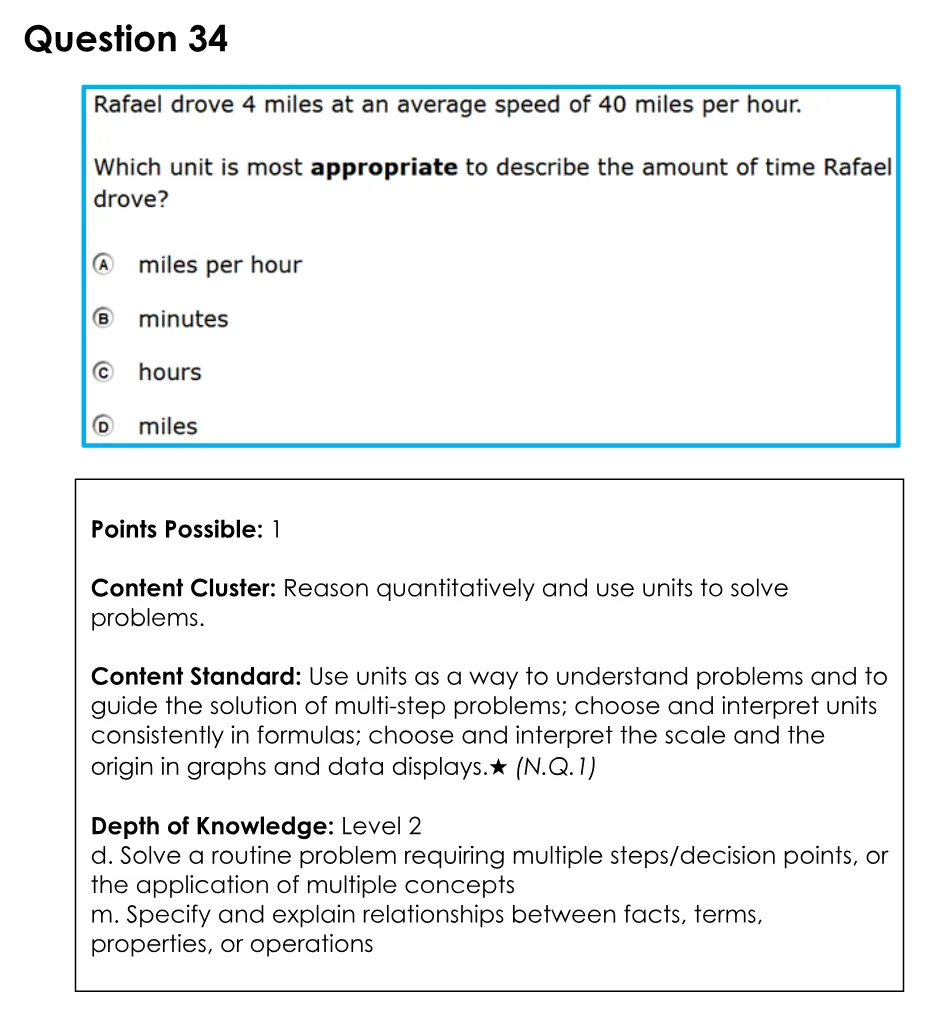 Question 34
Rafael drove 4 miles at an average speed of 40 miles per hour.
Which unit is most appropriate to describe the amount of time Rafael
drove?
A miles per hour
B minutes
C hours
D miles
Points Possible: 1
Content Cluster: Reason quantitatively and use units to solve
problems.
Content Standard: Use units as a way to understand problems and to
guide the solution of multi-step problems; choose and interpret units
consistently in formulas; choose and interpret the scale and the
origin in graphs and data displays.★ (N.Q.1)
Depth of Knowledge: Level 2
d. Solve a routine problem requiring multiple steps/decision points, or
the application of multiple concepts
m. Specify and explain relationships between facts, terms,
properties, or operations